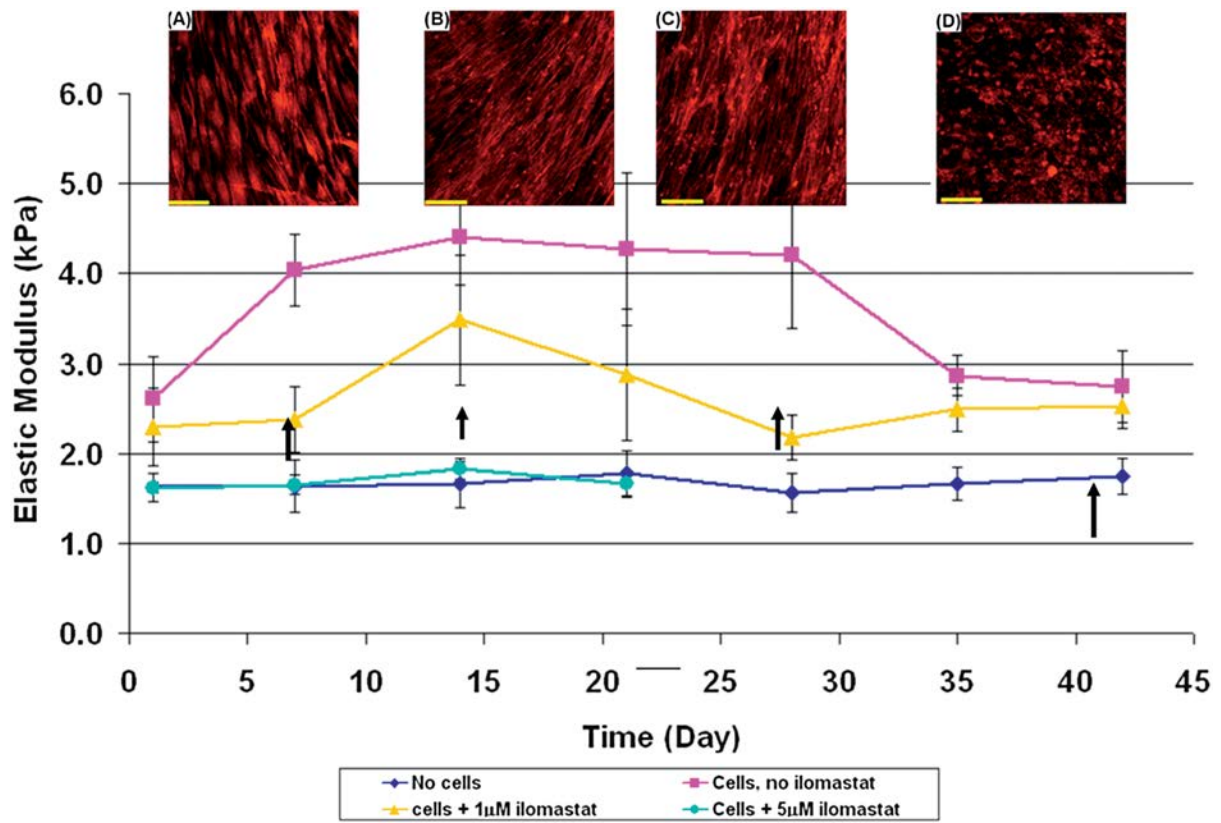 (A)
(B)
(C)
(D)
6.0
5.0
4.0
3.0
2.0
1.0
0.0
Elastic Modulus (kPa)
0 5 10 15 20 25 30 35 40 45
Time (Day)
No cells
Cells, no ilomastat
cells + 1µM ilomastat
Cells + 5µM ilomastat